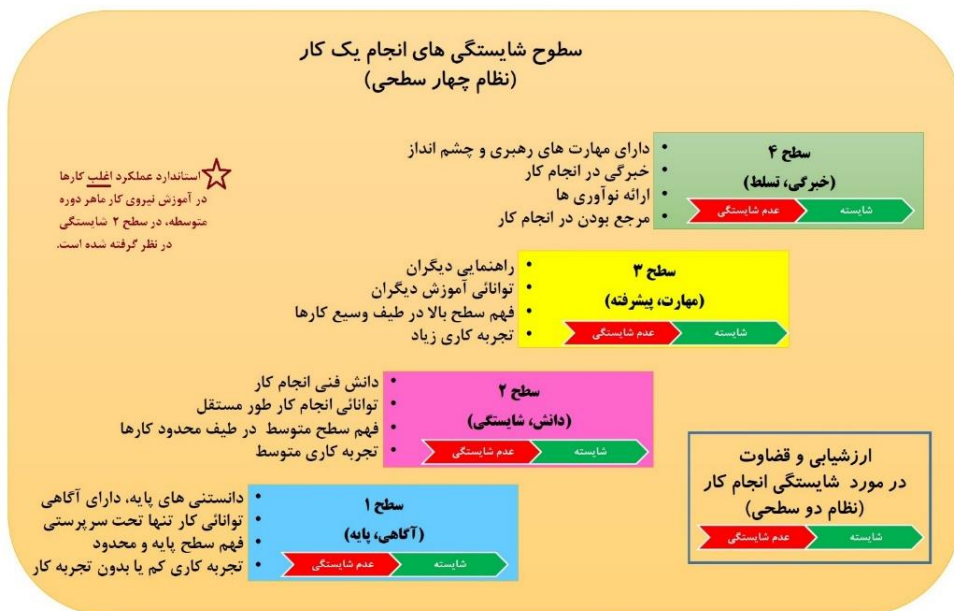 سطوح شایستگی های انجام یک کار
(نظام چهار سطحی)
استاندارد عملکرد اغلب کارها
در آموزش نیروی کار ماهر دوره
متوسطه، در سطح ۲ شایستگی
در نظر گرفته شده است.
سطح ۴
(خبرگی، تسلط)
شایسته
عدم شایستگی
• دارای مهارت های رهبری و چشم انداز
• خبرگی در انجام کار
• ارائه نوآوری ها
• مرجع بودن در انجام کار
سطح ۳
(مهارت، پیشرفته)
شایسته
عدم شایستگی
• راهنمایی دیگران
• توانائی آموزش دیگران
• فهم سطح بالا در طیف وسیع کارها
• تجربه کاری زیاد
سطح ۲
(دانش، شایستگی)
شایسته
عدم شایستگی
• دانش فنی انجام کار
• توانائی انجام کار طور مستقل
• فهم سطح متوسط در طیف محدود کارها
• تجربه کاری متوسط
سطح ۱
(آگاهی، پایه)
شایسته
عدم شایستگی
• دانستنی های پایه، دارای آگاهی
• توانائی کار تنها تحت سرپرستی
• فهم سطح پایه و محدود
• تجربه کاری کم یا بدون تجربه کار
ارزشیابی و قضاوت
در مورد شایستگی انجام کار
(نظام دو سطحی)
شایسته
عدم شایستگی